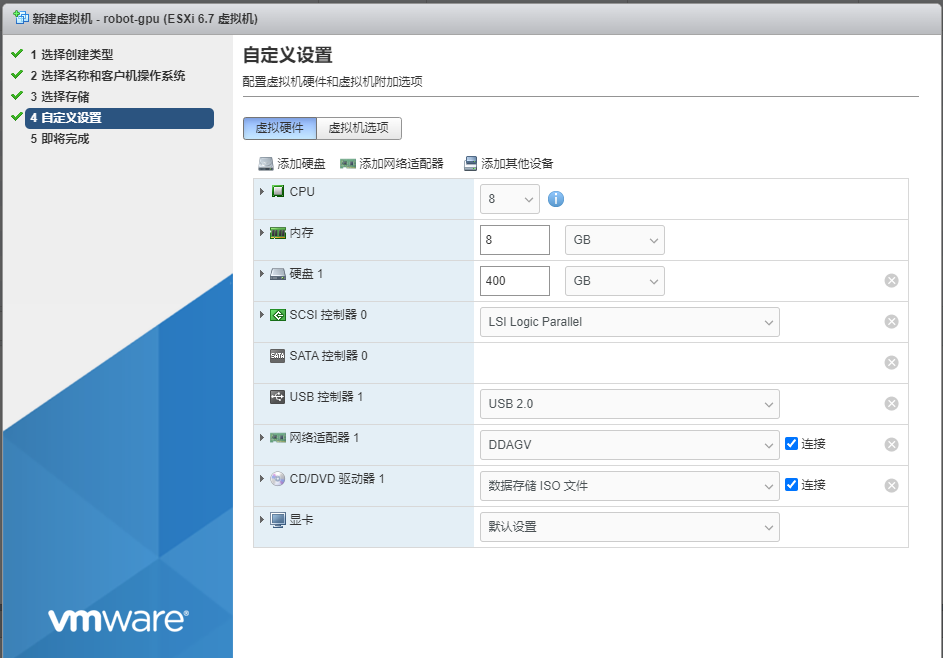 新建虚拟机 - robot-gpu (ESXi 6.7 虚拟机)
1 选择创建类型
2 选择名称和客户机操作系统
3 选择存储
4 自定义设置
5 即将完成
自定义设置
配置虚拟机硬件和虚拟机附加选项
虚拟硬件 虚拟机选项
添加硬盘 添加网络适配器 添加其他设备
CPU 8
内存 8 GB
硬盘 1 400 GB
SCSI 控制器 0 LSI Logic Parallel
SATA SATA 控制器 0
USB 控制器 1 USB 2.0
网络适配器 1 DDAGV 连接
CD/DVD 驱动器 1 数据存储 ISO 文件 连接
显卡 默认设置
vmware®